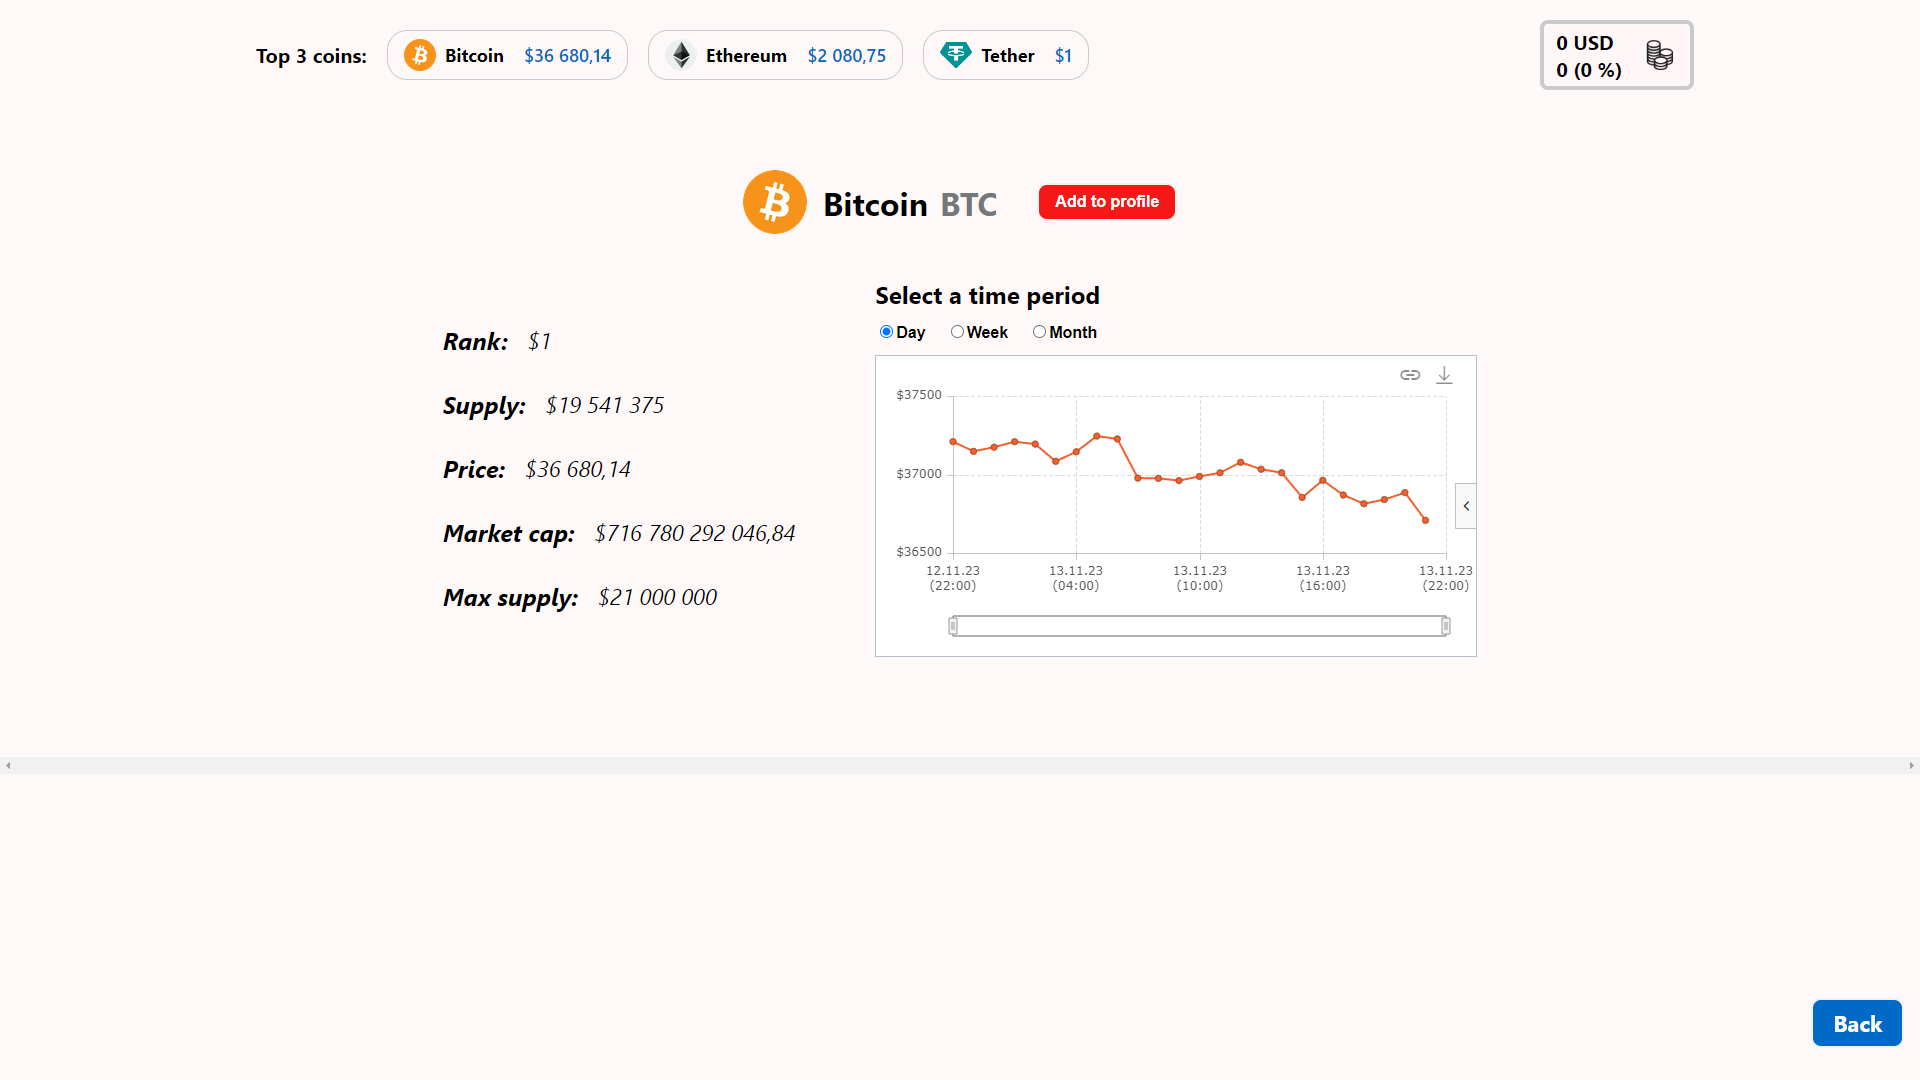 Top 3 coins: Bitcoin $36 680,14 Ethereum $2 080,75 Tether $1
0 USD
0 (0 %)
Bitcoin BTC Add to profile
Select a time period
Day Week Month
Rank: $1
Supply: $19 541 375
Price: $36 680,14
Market cap: $716 780 292 046,84
Max supply: $21 000 000
$37500
$37000
$36500
12.11.23 13.11.23 13.11.23 13.11.23 13.11.23
(22:00) (04:00) (10:00) (16:00) (22:00)
Back